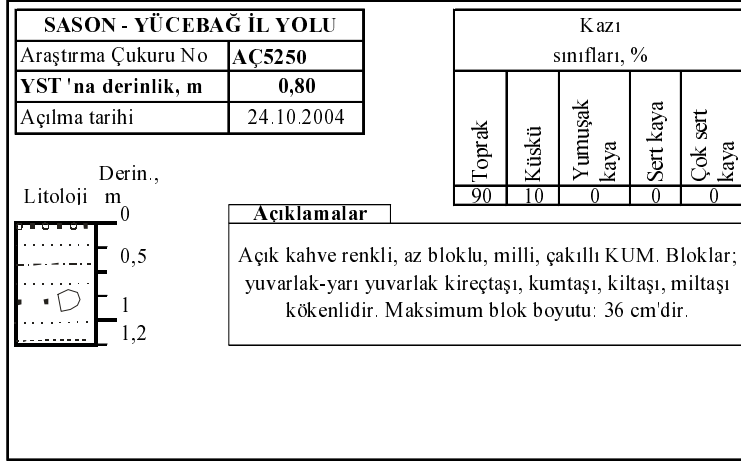 SASON - YÜCEBAĞ İL YOLU
Araştırma Çukuru No AÇ5250
YST 'na derinlik, m 0,80
Açılma tarihi 24.10.2004
Kazı
sınıfları, %
Toprak
Küskü
Yumuşak
kaya
Sert kaya
Çok sert
kaya
90 10 0 0 0
Derin.,
Litoloji m
0
0,5
1
1,2
Açıklamalar
Açık kahve renkli, az bloklu, milli, çakıllı KUM. Bloklar;
yuvarlak-yarı yuvarlak kireçtaşı, kumtaşı, kiltaşı, miltaşı
kökenlidir. Maksimum blok boyutu: 36 cm'dir.